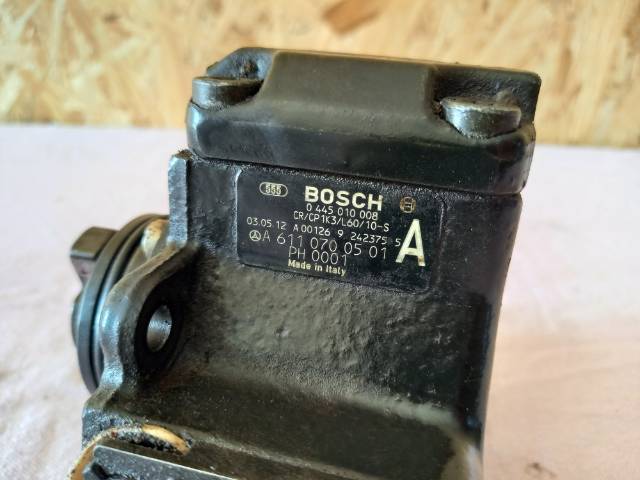 555 BOSCH
0 445 010 008
CR/CP1K3/L60/10-S
03.05.12 A 00126 9 242375 5
A 611 070 05 01 A
PH 0001
Made in Italy